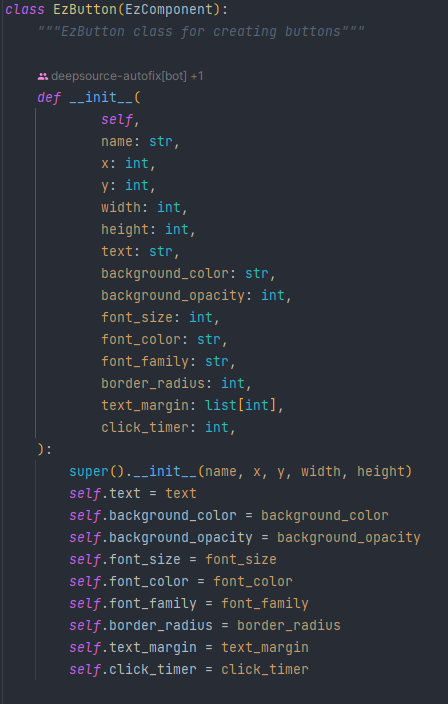 class EzButton(EzComponent):
"""EzButton class for creating buttons"""
deepsource-autofix[bot] +1
def __init__(
self,
name: str,
x: int,
y: int,
width: int,
height: int,
text: str,
background_color: str,
background_opacity: int,
font_size: int,
font_color: str,
font_family: str,
border_radius: int,
text_margin: list[int],
click_timer: int,
):
super().__init__(name, x, y, width, height)
self.text = text
self.background_color = background_color
self.background_opacity = background_opacity
self.font_size = font_size
self.font_color = font_color
self.font_family = font_family
self.border_radius = border_radius
self.text_margin = text_margin
self.click_timer = click_timer